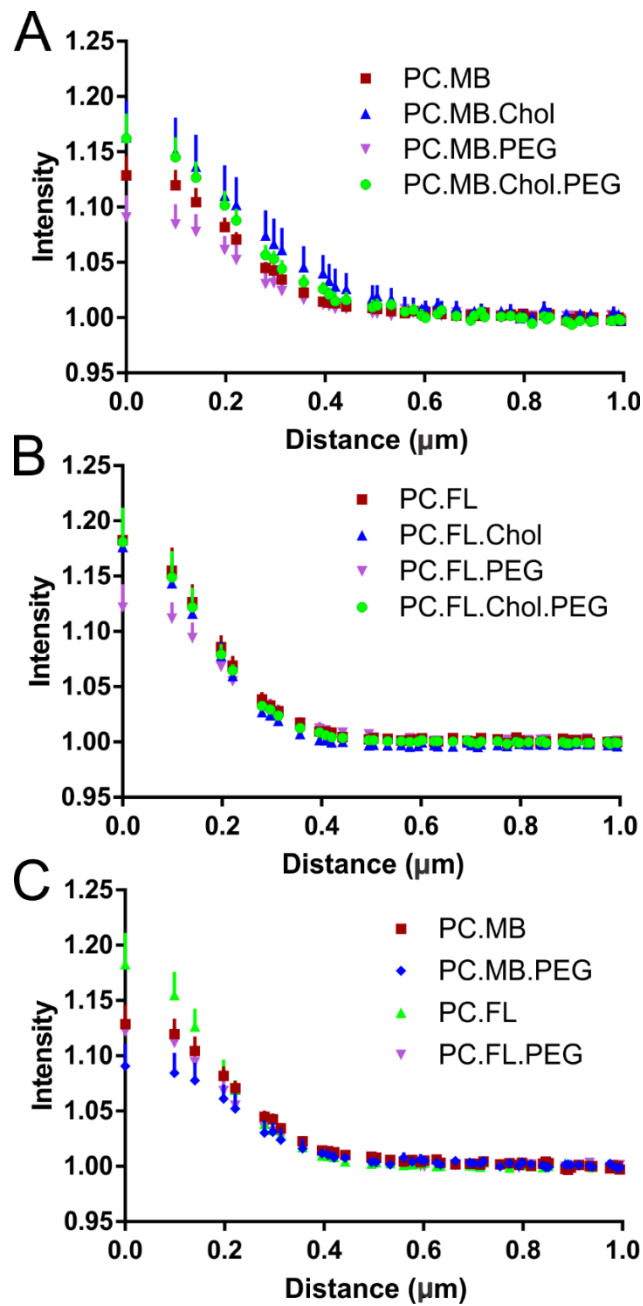 A
1.25
1.20
1.15
1.10
1.05
1.00
0.95
Intensity
PC.MB
PC.MB.Chol
PC.MB.PEG
PC.MB.Chol.PEG
0.0 0.2 0.4 0.6 0.8 1.0
Distance (μm)
B
1.25
1.20
1.15
1.10
1.05
1.00
0.95
Intensity
PC.FL
PC.FL.Chol
PC.FL.PEG
PC.FL.Chol.PEG
0.0 0.2 0.4 0.6 0.8 1.0
Distance (μm)
C
1.25
1.20
1.15
1.10
1.05
1.00
0.95
Intensity
PC.MB
PC.MB.PEG
PC.FL
PC.FL.PEG
0.0 0.2 0.4 0.6 0.8 1.0
Distance (μm)